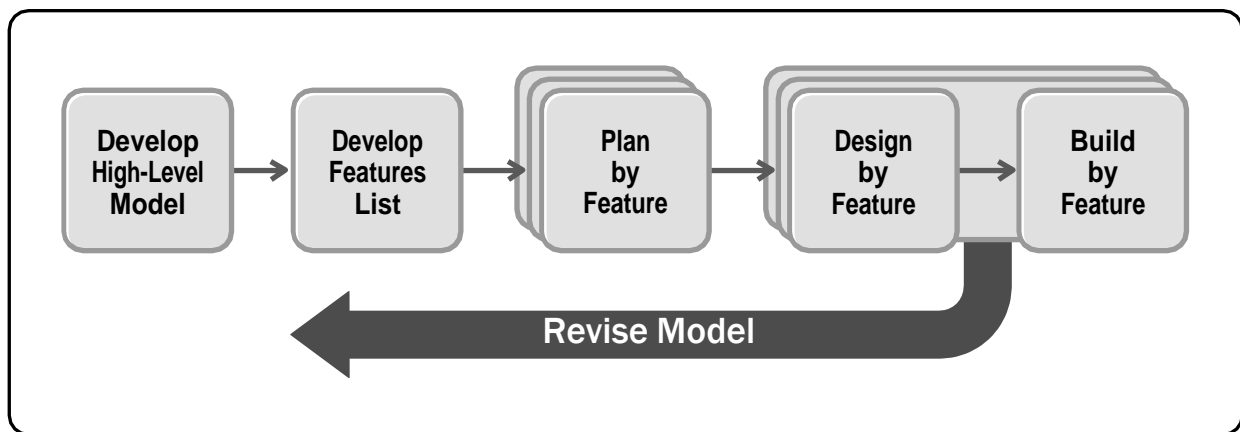 Develop
High-Level
Model
Develop
Features
List
Plan
by
Feature
Design
by
Feature
Build
by
Feature
Revise Model